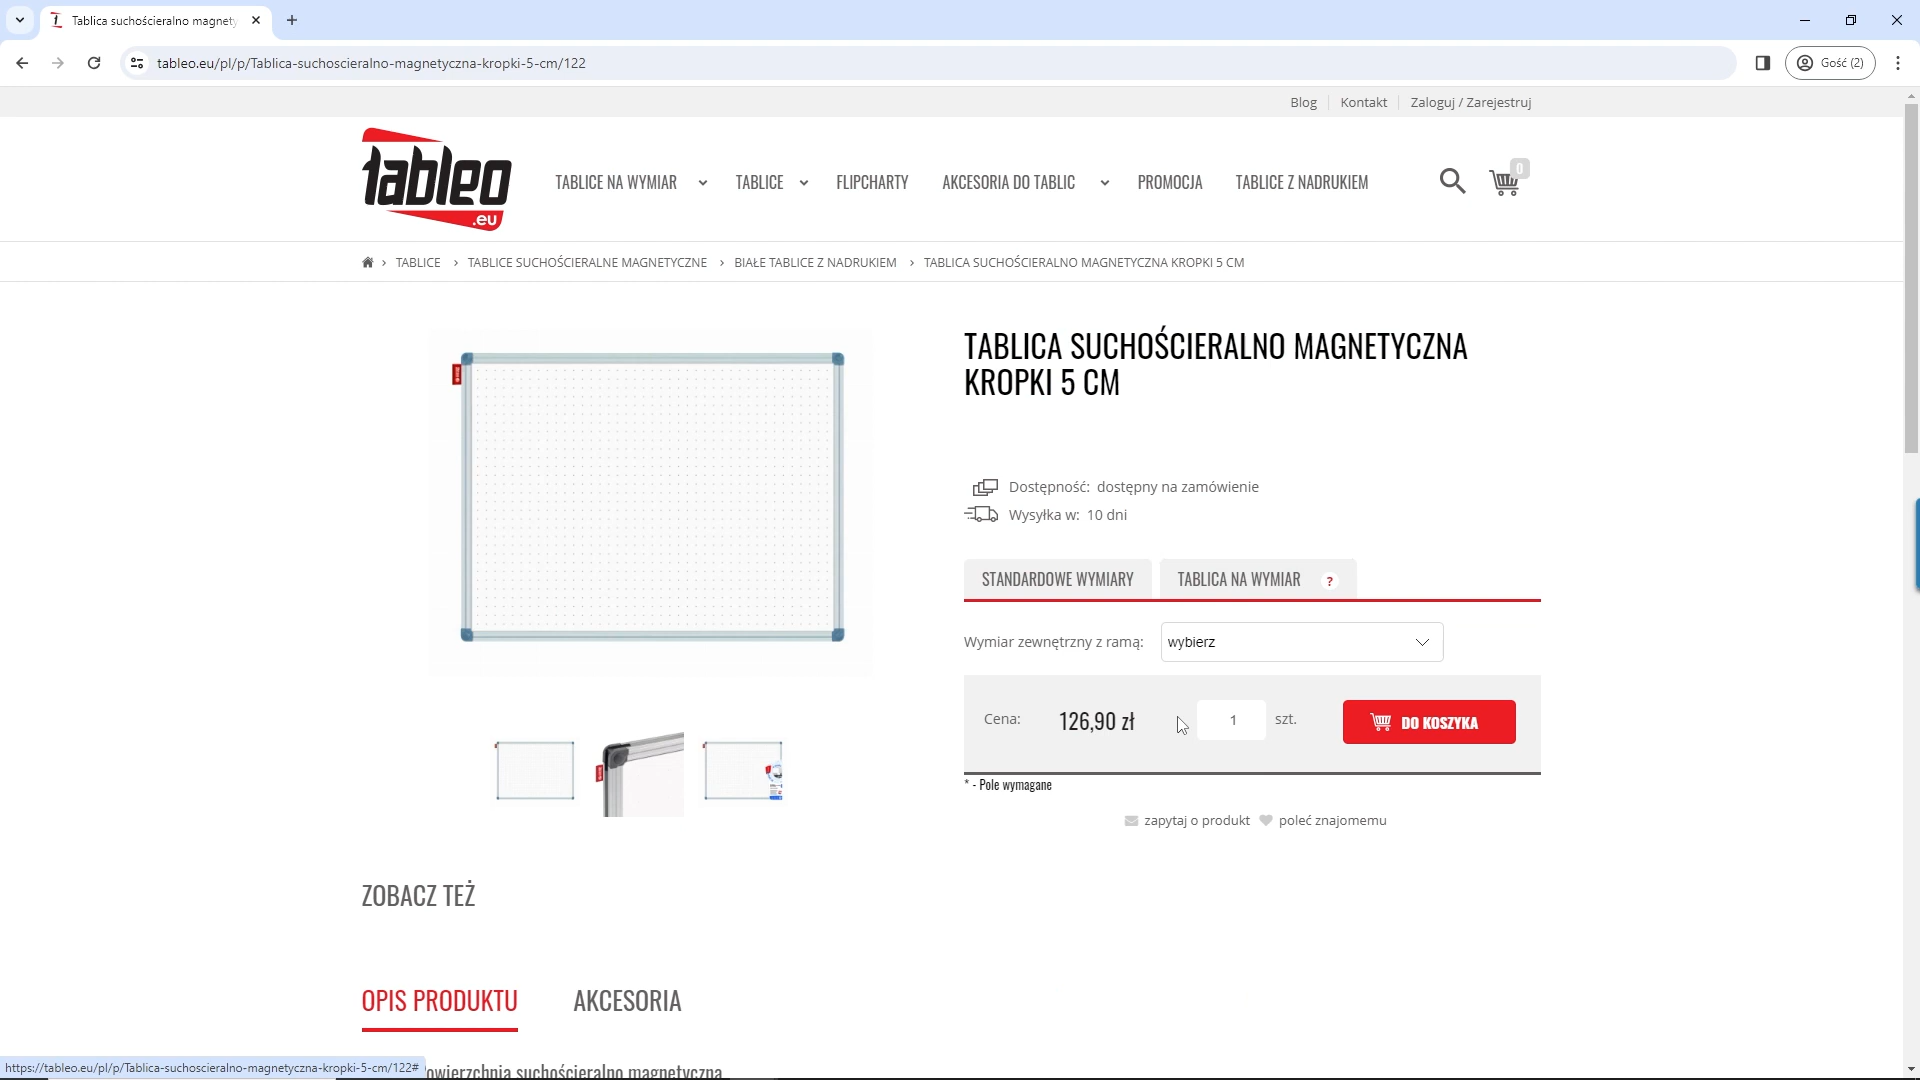 Tablica suchościeralno magnety
tableo.eu/pl/p/Tablica-suchoscieralno-magnetyczna-kropki-5-cm/122
Gość (2)
Blog
Kontakt
Zaloguj / Zarejestruj
tableo
.eu
TABLICE NA WYMIAR
TABLICE
FLIPCHARTY
AKCESORIA DO TABLIC
PROMOCJA
TABLICE Z NADRUKIEM
0
TABLICE
TABLICE SUCHOŚCIERALNE MAGNETYCZNE
BIAŁE TABLICE Z NADRUKIEM
TABLICA SUCHOŚCIERALNO MAGNETYCZNA KROPKI 5 CM
TABLICA SUCHOŚCIERALNO MAGNETYCZNA
KROPKI 5 CM
Dostępność: dostępny na zamówienie
Wysyłka w: 10 dni
STANDARDOWE WYMIARY
TABLICA NA WYMIAR ?
Wymiar zewnętrzny z ramą:
wybierz
Cena: 126,90 zł
1
szt.
DO KOSZYKA
* - Pole wymagane
zapytaj o produkt
poleć znajomemu
ZOBACZ TEŻ
OPIS PRODUKTU
AKCESORIA
owierzchnia suchościeralno magnetyczna
https://tableo.eu/pl/p/Tablica-suchoscieralno-magnetyczna-kropki-5-cm/122#